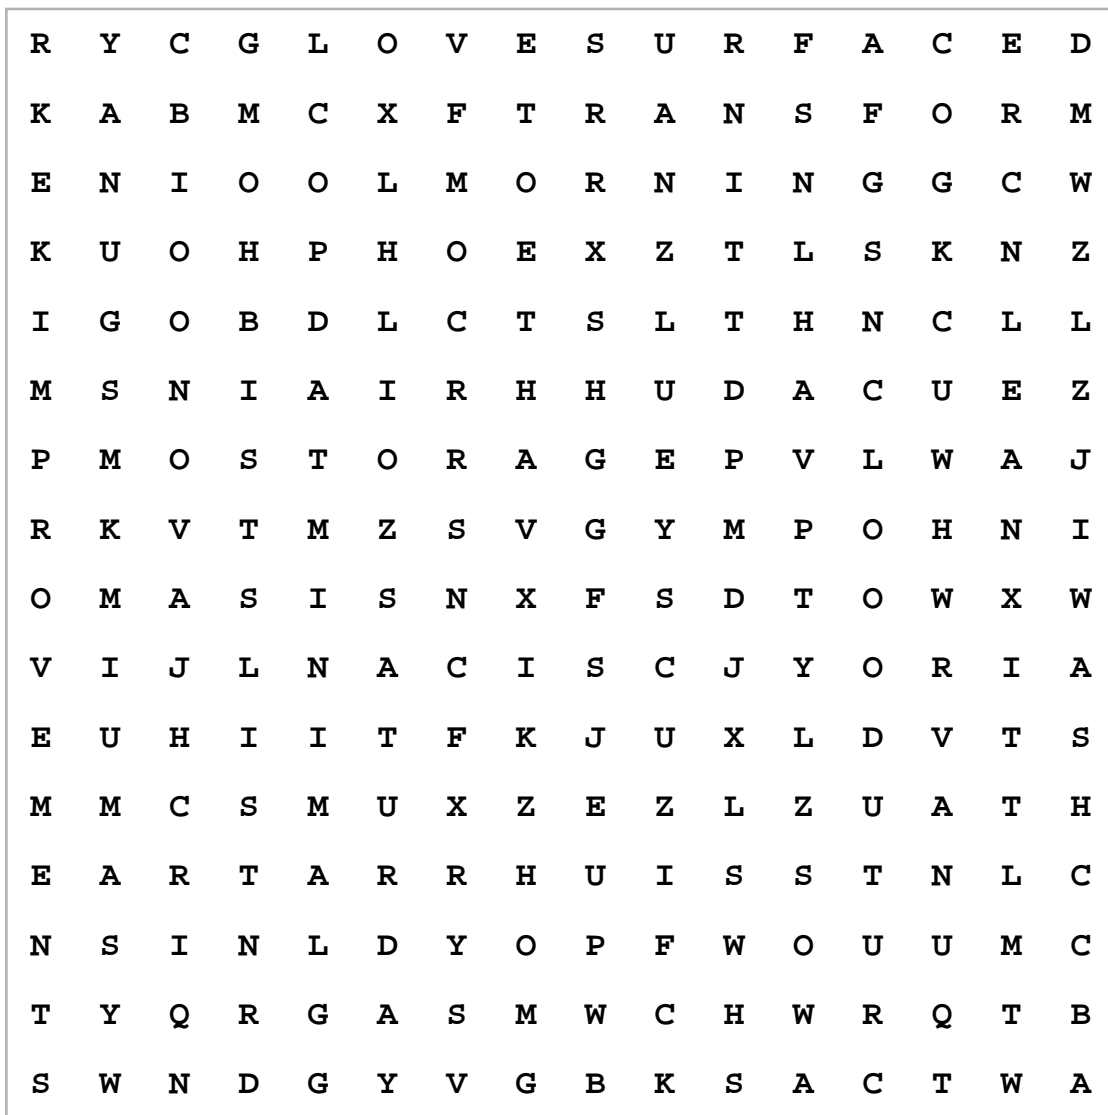 R Y C G L O V E S U R F A C E D
K A B M C X F T R A N S F O R M
E N I O O L M O R N I N G G C W
K U O H P H O E X Z T L S K N Z
I G O B D L C T S L T H N C L L
M S N I A I R H H U D A C U E Z
P M O S T O R A G E P V L W A J
R K V T M Z S V G Y M P O H N I
O M A S I S N X F S D T O W X W
V I J L N A C I S C J Y O R I A
E U H I I T F K J U X L D V T S
M M C S M U X Z E Z L Z U A T H
E A R T A R R H U I S S T N L C
N S I N L D Y O P F W O U U M C
T Y Q R G A S M W C H W R Q T B
S W N D G Y V G B K S A C T W A